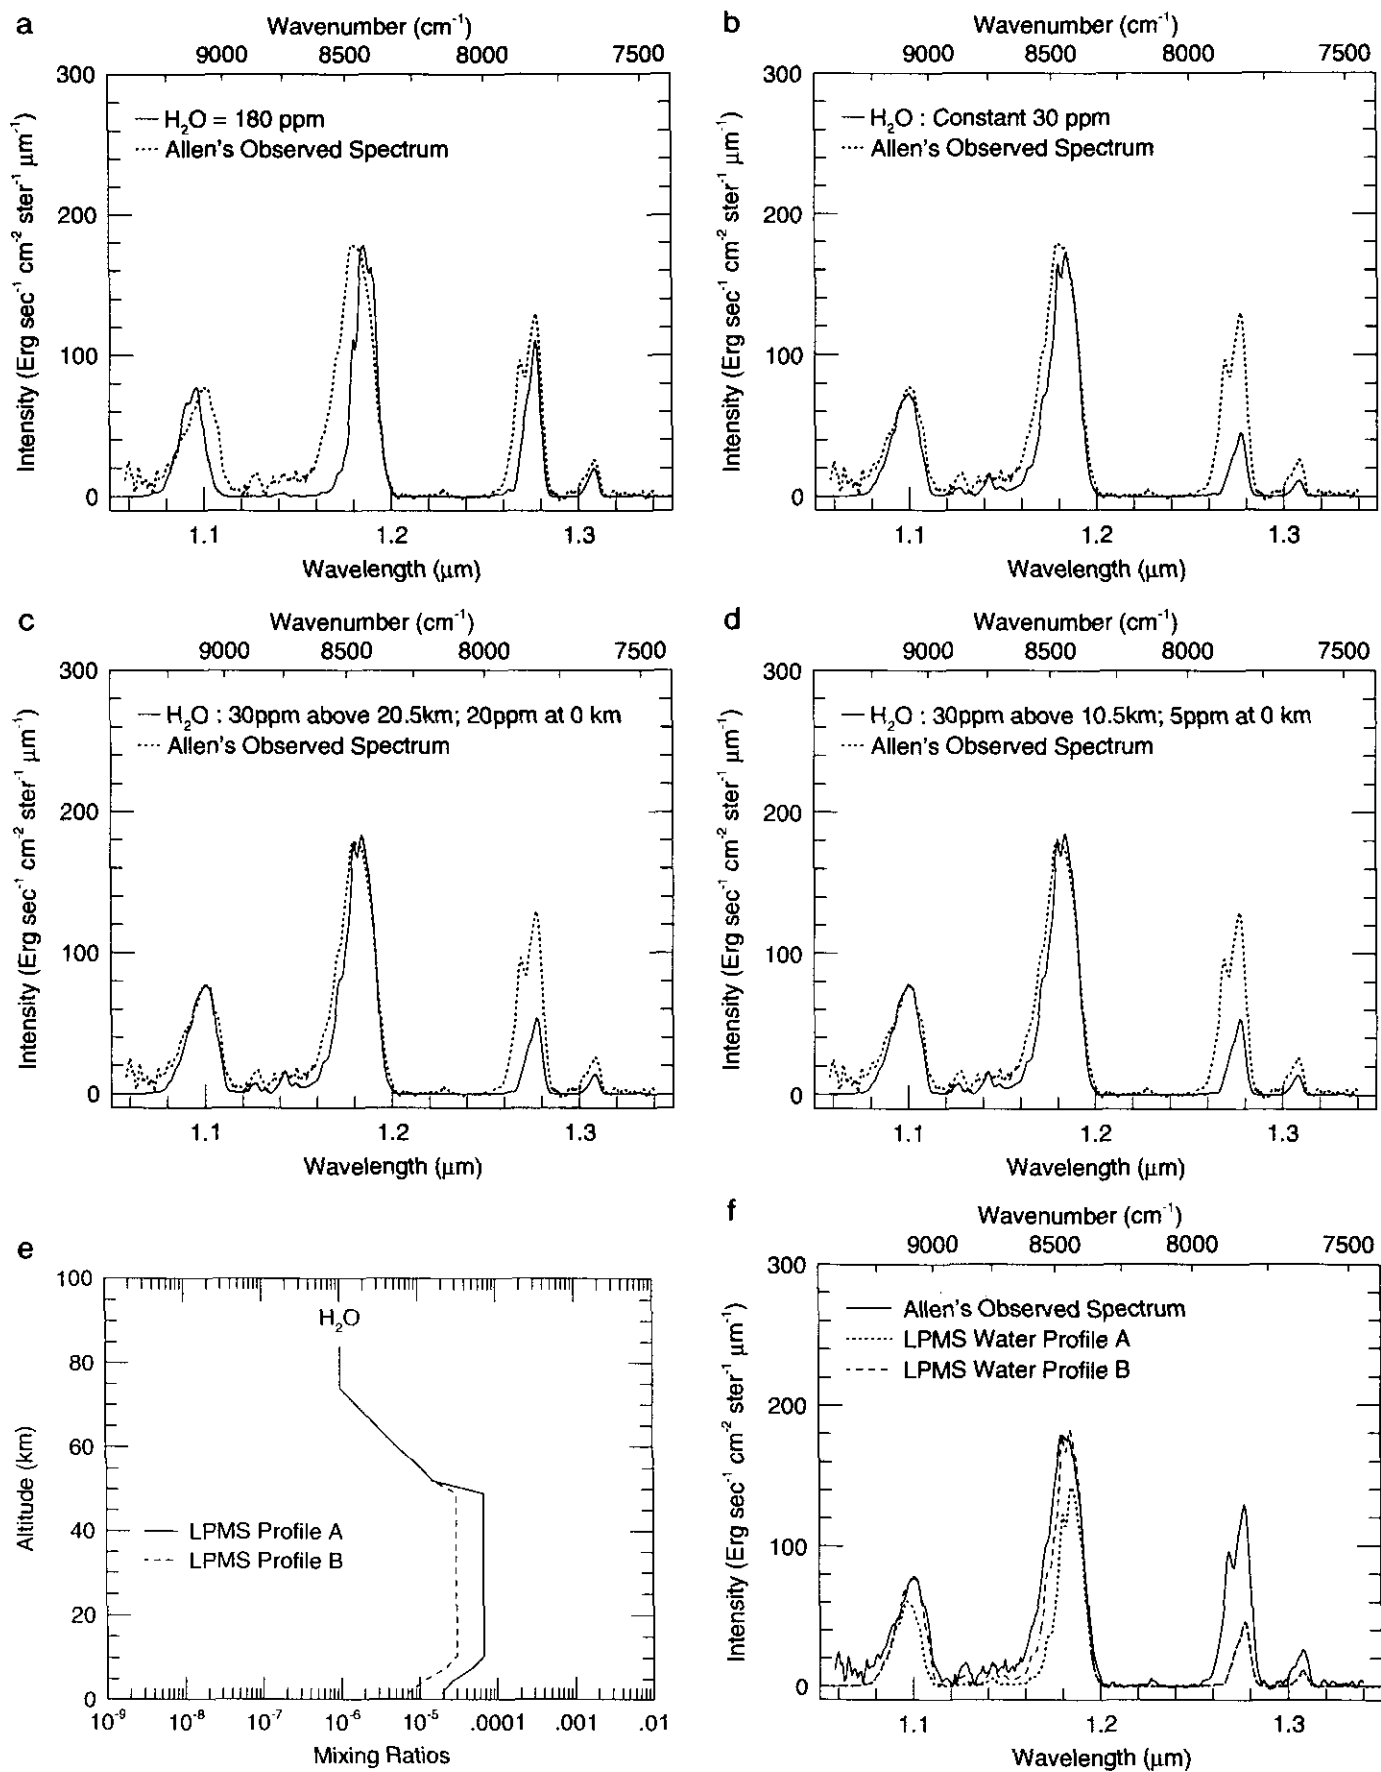 a
Wavenumber (cm⁻¹)
9000 8500 8000 7500
300
200
100
0
Intensity (Erg sec⁻¹ cm⁻² ster⁻¹ μm⁻¹)
H₂O = 180 ppm
Allen's Observed Spectrum
1.1 1.2 1.3
Wavelength (μm)
b
Wavenumber (cm⁻¹)
9000 8500 8000 7500
300
200
100
0
Intensity (Erg sec⁻¹ cm⁻² ster⁻¹ μm⁻¹)
H₂O : Constant 30 ppm
Allen's Observed Spectrum
1.1 1.2 1.3
Wavelength (μm)
c
Wavenumber (cm⁻¹)
9000 8500 8000 7500
300
200
100
0
Intensity (Erg sec⁻¹ cm⁻² ster⁻¹ μm⁻¹)
H₂O : 30ppm above 20.5km; 20ppm at 0 km
Allen's Observed Spectrum
1.1 1.2 1.3
Wavelength (μm)
d
Wavenumber (cm⁻¹)
9000 8500 8000 7500
300
200
100
0
Intensity (Erg sec⁻¹ cm⁻² ster⁻¹ μm⁻¹)
H₂O : 30ppm above 10.5km; 5ppm at 0 km
Allen's Observed Spectrum
1.1 1.2 1.3
Wavelength (μm)
e
100
80
60
40
20
0
Altitude (km)
H₂O
LPMS Profile A
LPMS Profile B
10⁻⁹ 10⁻⁸ 10⁻⁷ 10⁻⁶ 10⁻⁵ .0001 .001 .01
Mixing Ratios
f
Wavenumber (cm⁻¹)
9000 8500 8000 7500
300
200
100
0
Intensity (Erg sec⁻¹ cm⁻² ster⁻¹ μm⁻¹)
Allen's Observed Spectrum
LPMS Water Profile A
LPMS Water Profile B
1.1 1.2 1.3
Wavelength (μm)